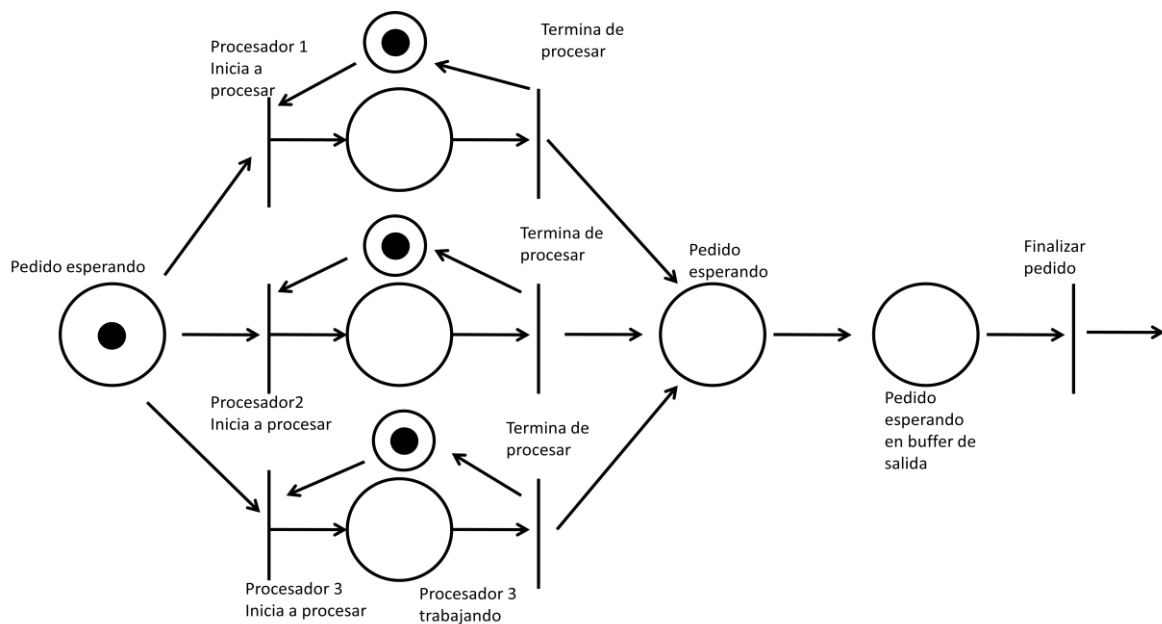 Procesador 1
Inicia a
procesar
Termina de
procesar
Pedido esperando
Termina de
procesar
Pedido
esperando
Finalizar
pedido
Procesador2
Inicia a procesar
Termina de
procesar
Pedido
esperando
en buffer de
salida
Procesador 3
Inicia a procesar
Procesador 3
trabajando